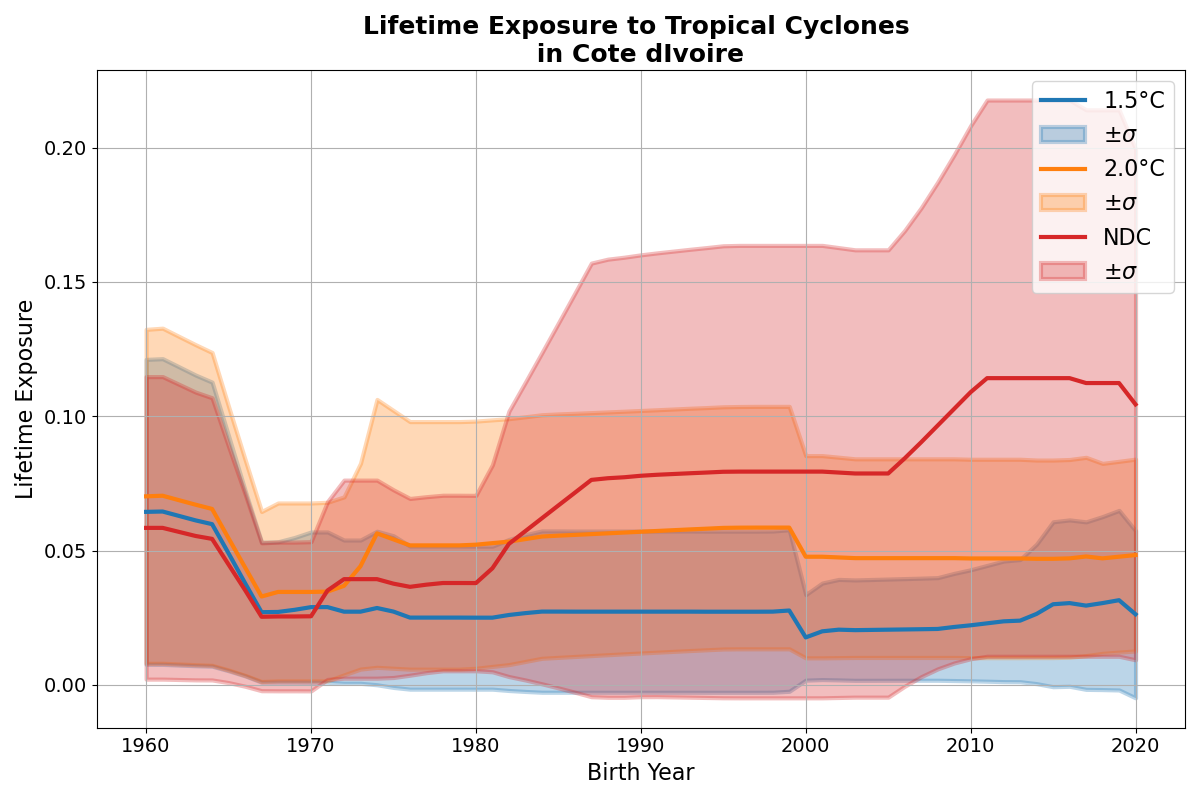 Lifetime Exposure to Tropical Cyclones
in Cote dIvoire
1.5°C
±σ
2.0°C
±σ
NDC
±σ
Lifetime Exposure
0.20
0.15
0.10
0.05
0.00
1960 1970 1980 1990 2000 2010 2020
Birth Year